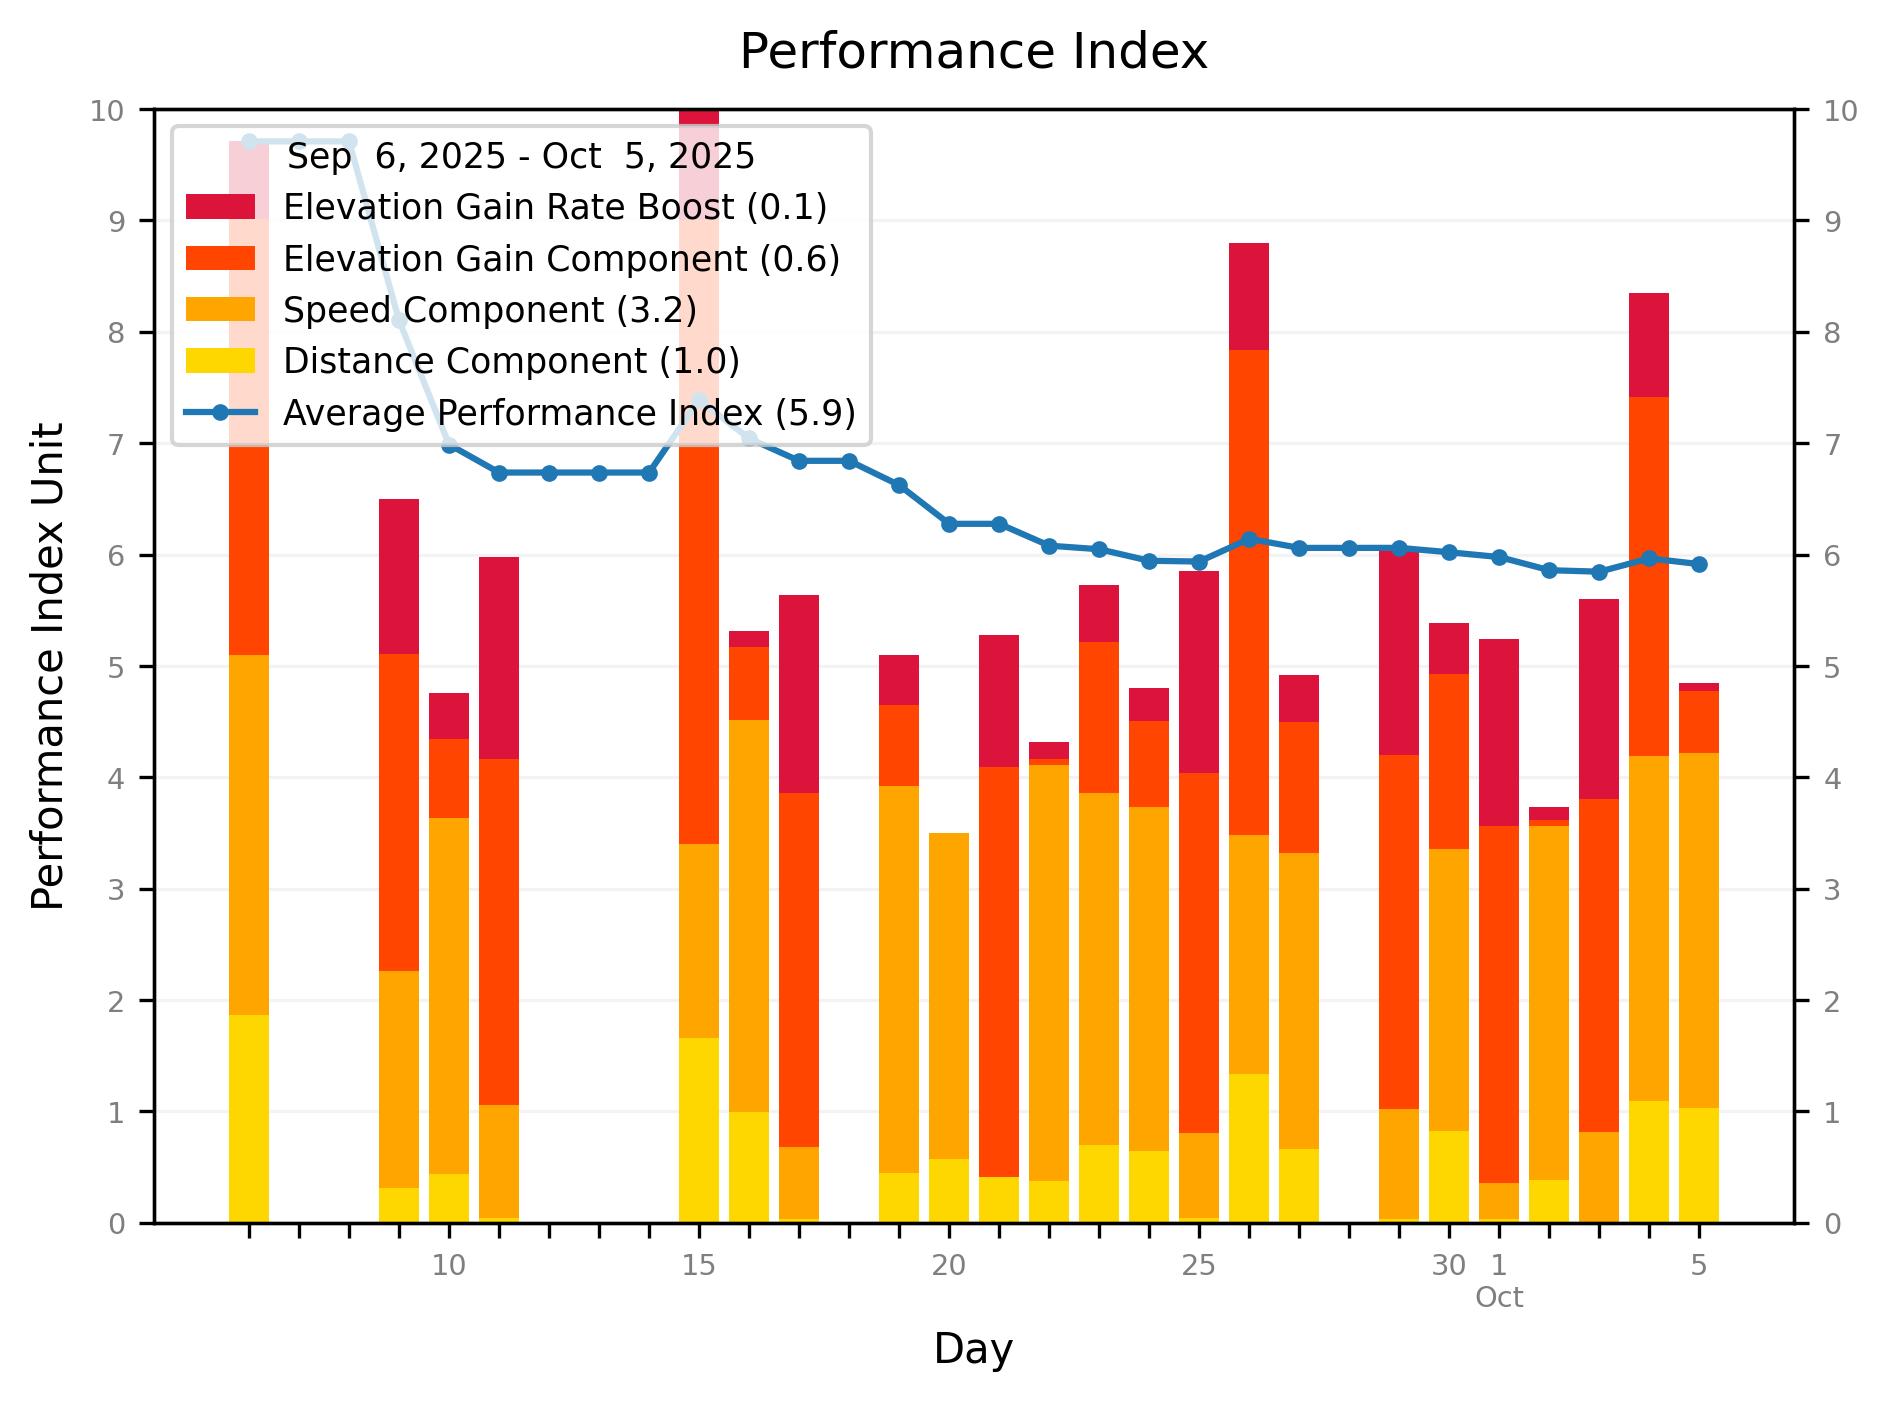 Performance Index
Performance Index Unit
10
9
8
7
6
5
4
3
2
1
0
Sep 6, 2025 - Oct 5, 2025
Elevation Gain Rate Boost (0.1)
Elevation Gain Component (0.6)
Speed Component (3.2)
Distance Component (1.0)
Average Performance Index (5.9)
10
9
8
7
6
5
4
3
2
1
0
10 15 20 25 30 1 5
Oct
Day